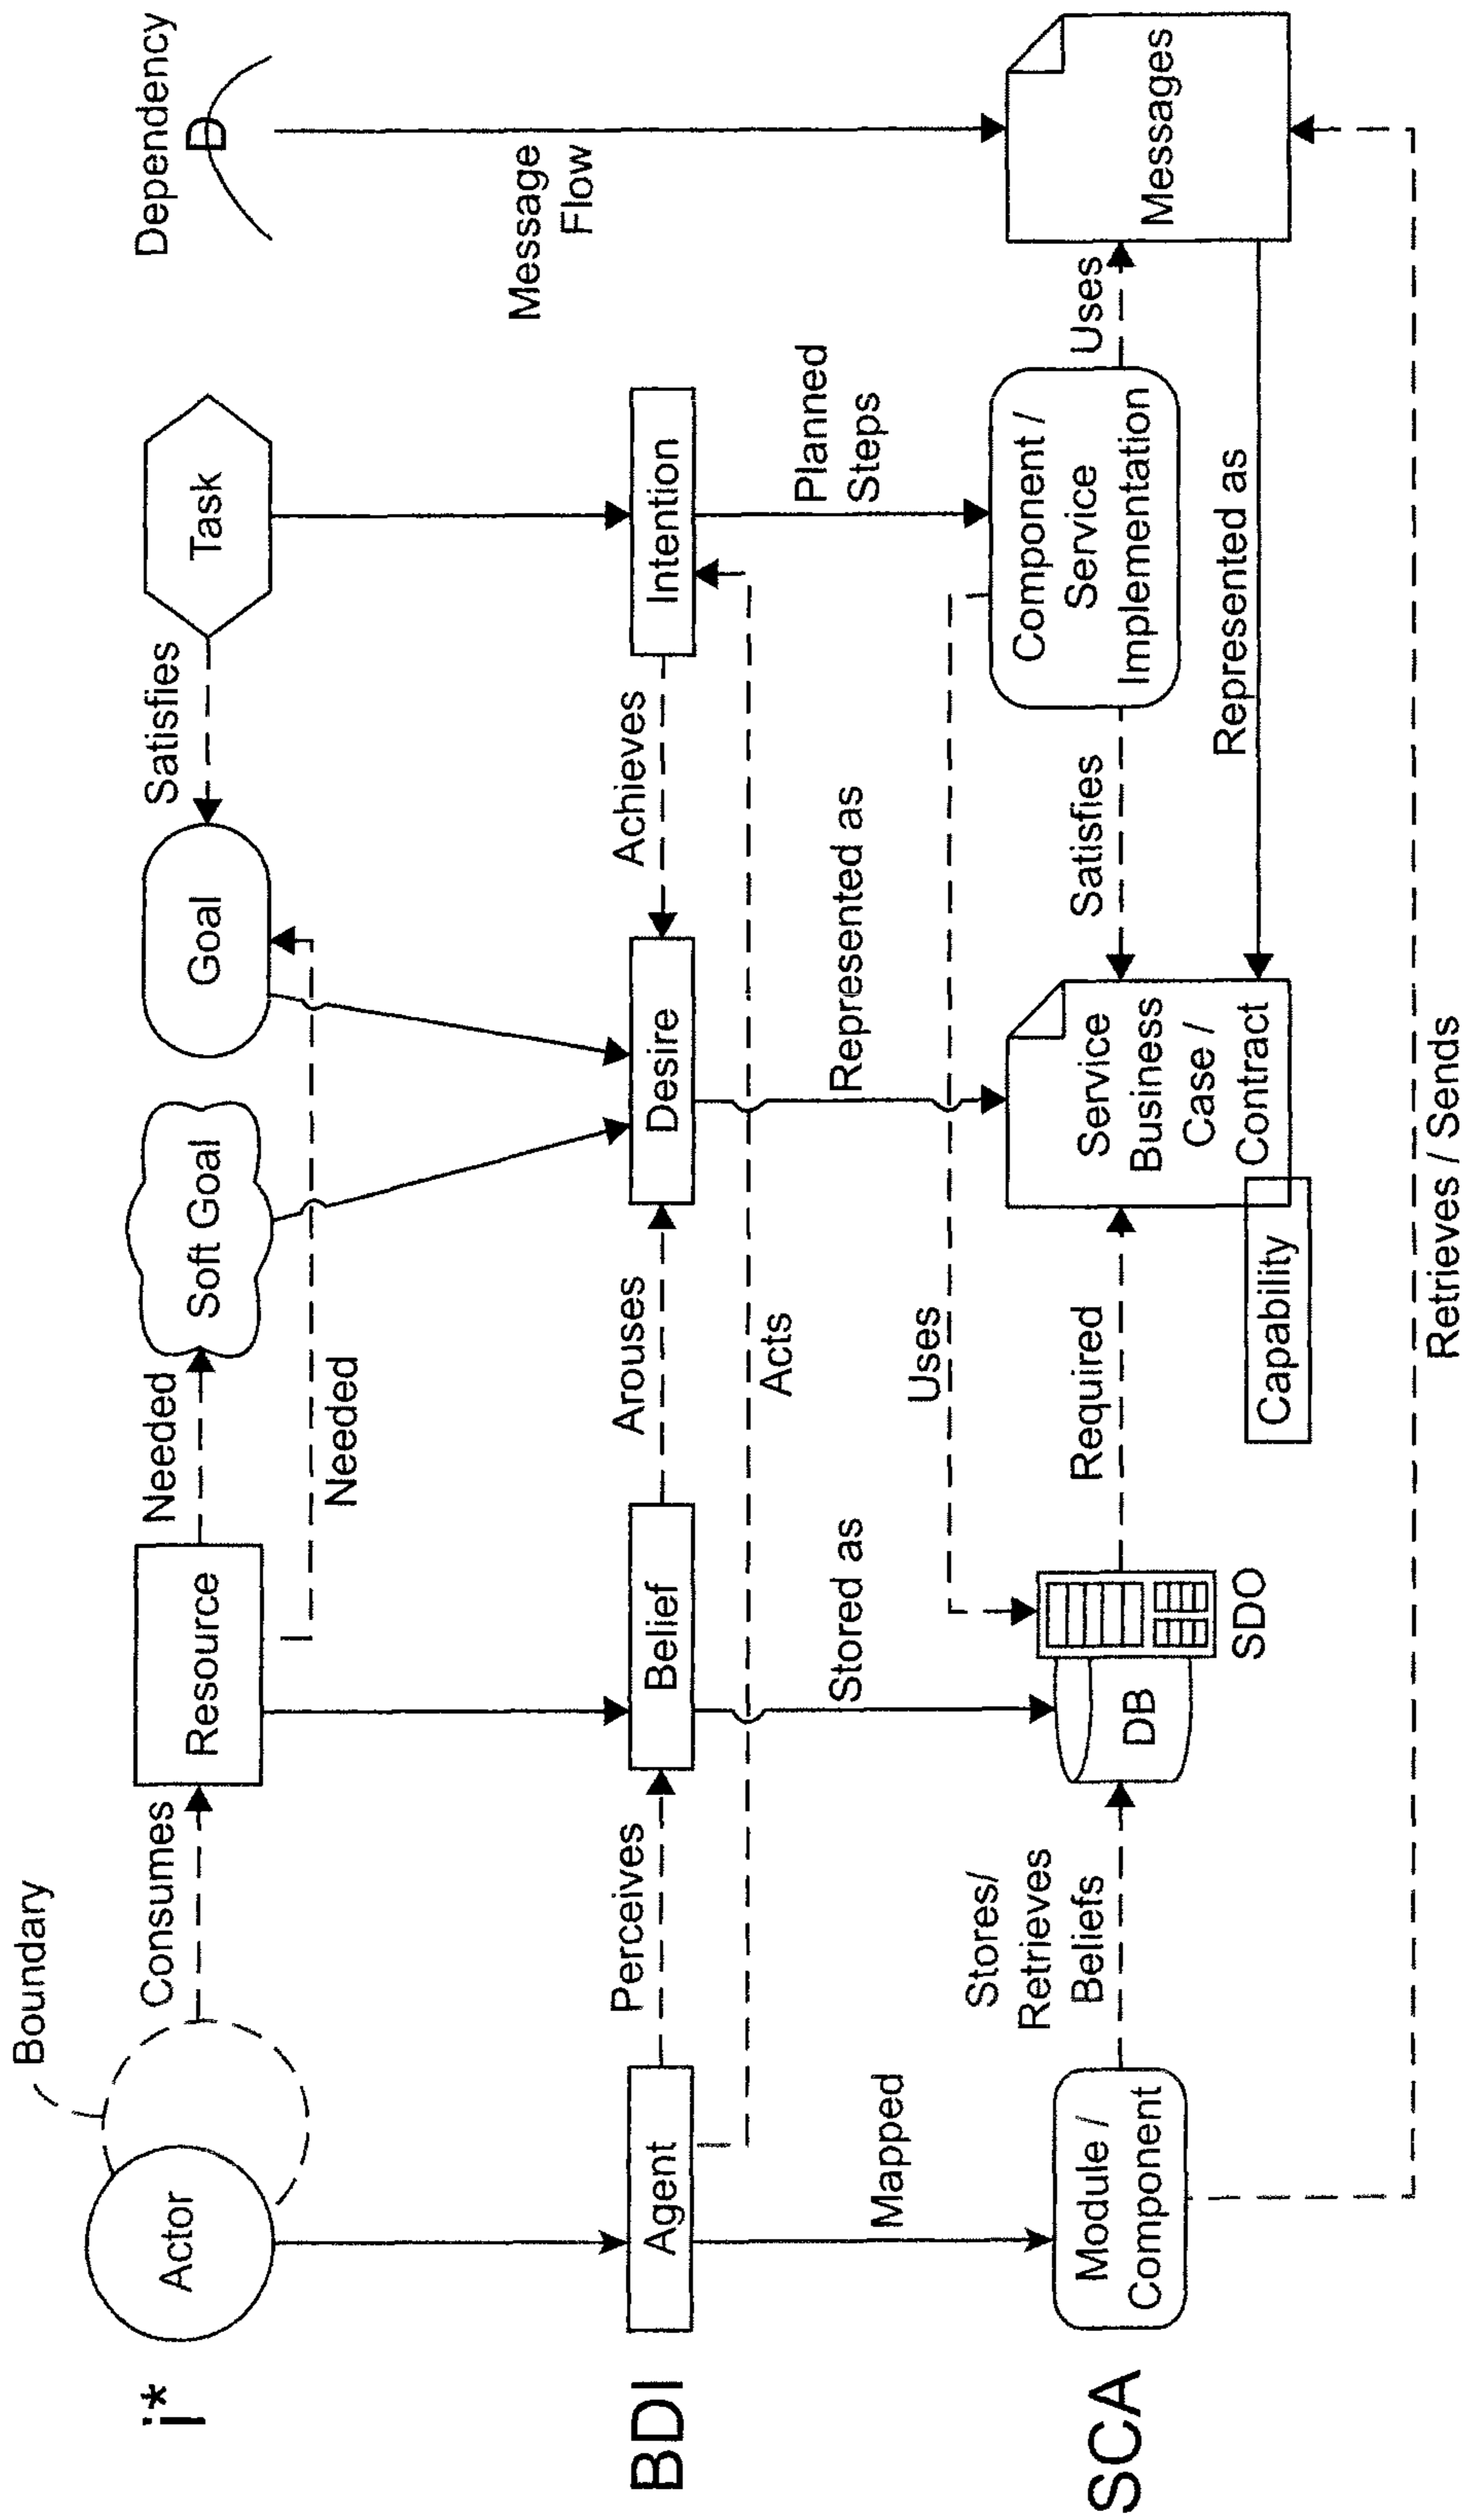 i*
Boundary
Actor
Consumes
Resource
Needed
Soft Goal
Needed
Goal
Satisfies
Task
Dependency
D
BDI
Agent
Perceives
Belief
Arouses
Desire
Achieves
Intention
Acts
Message
Flow
Mapped
Stored as
Represented as
Planned
Steps
SCA
Module /
Component
Stores/
Retrieves
Beliefs
DB
SDO
Uses
Required
Service
Business
Case /
Contract
Capability
Satisfies
Component /
Service
Implementation
Uses
Messages
Represented as
Retrieves / Sends